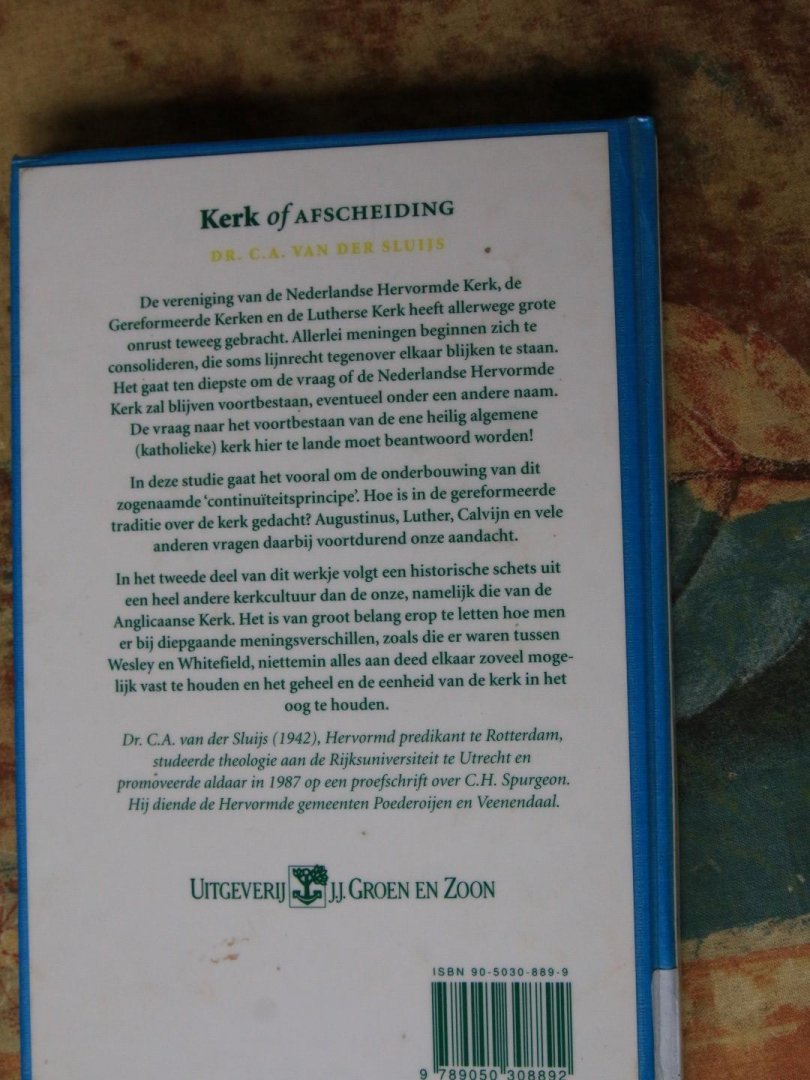 Kerk of AFSCHEIDING
DR. C.A. VAN DER SLUIJS
De vereniging van de Nederlandse Hervormde Kerk, de
Gereformeerde Kerken en de Lutherse Kerk heeft allerwege grote
onrust teweeg gebracht. Allerlei meningen beginnen zich te
consolideren, die soms lijnrecht tegenover elkaar blijken te staan.
Het gaat ten diepste om de vraag of de Nederlandse Hervormde
Kerk zal blijven voortbestaan, eventueel onder een andere naam.
De vraag naar het voortbestaan van de ene heilig algemene
(katholieke) kerk hier te lande moet beantwoord worden!
In deze studie gaat het vooral om de onderbouwing van dit
zogenaamde ‘continuïteitsprincipe’. Hoe is in de gereformeerde
traditie over de kerk gedacht? Augustinus, Luther, Calvijn en vele
anderen vragen daarbij voortdurend onze aandacht.
In het tweede deel van dit werkje volgt een historische schets uit
een heel andere kerkcultuur dan de onze, namelijk die van de
Anglicaanse Kerk. Het is van groot belang erop te letten hoe men
er bij diepgaande meningsverschillen, zoals die er waren tussen
Wesley en Whitefield, niettemin alles aan deed elkaar zoveel moge-
lijk vast te houden en het geheel en de eenheid van de kerk in het
oog te houden.
Dr. C.A. van der Sluijs (1942), Hervormd predikant te Rotterdam,
studeerde theologie aan de Rijksuniversiteit te Utrecht en
promoveerde aldaar in 1987 op een proefschrift over C.H. Spurgeon.
Hij diende de Hervormde gemeenten Poederoijen en Veenendaal.
UITGEVERIJ J.J. GROEN EN ZOON
ISBN 90-5030-889-9
9 789050 308892